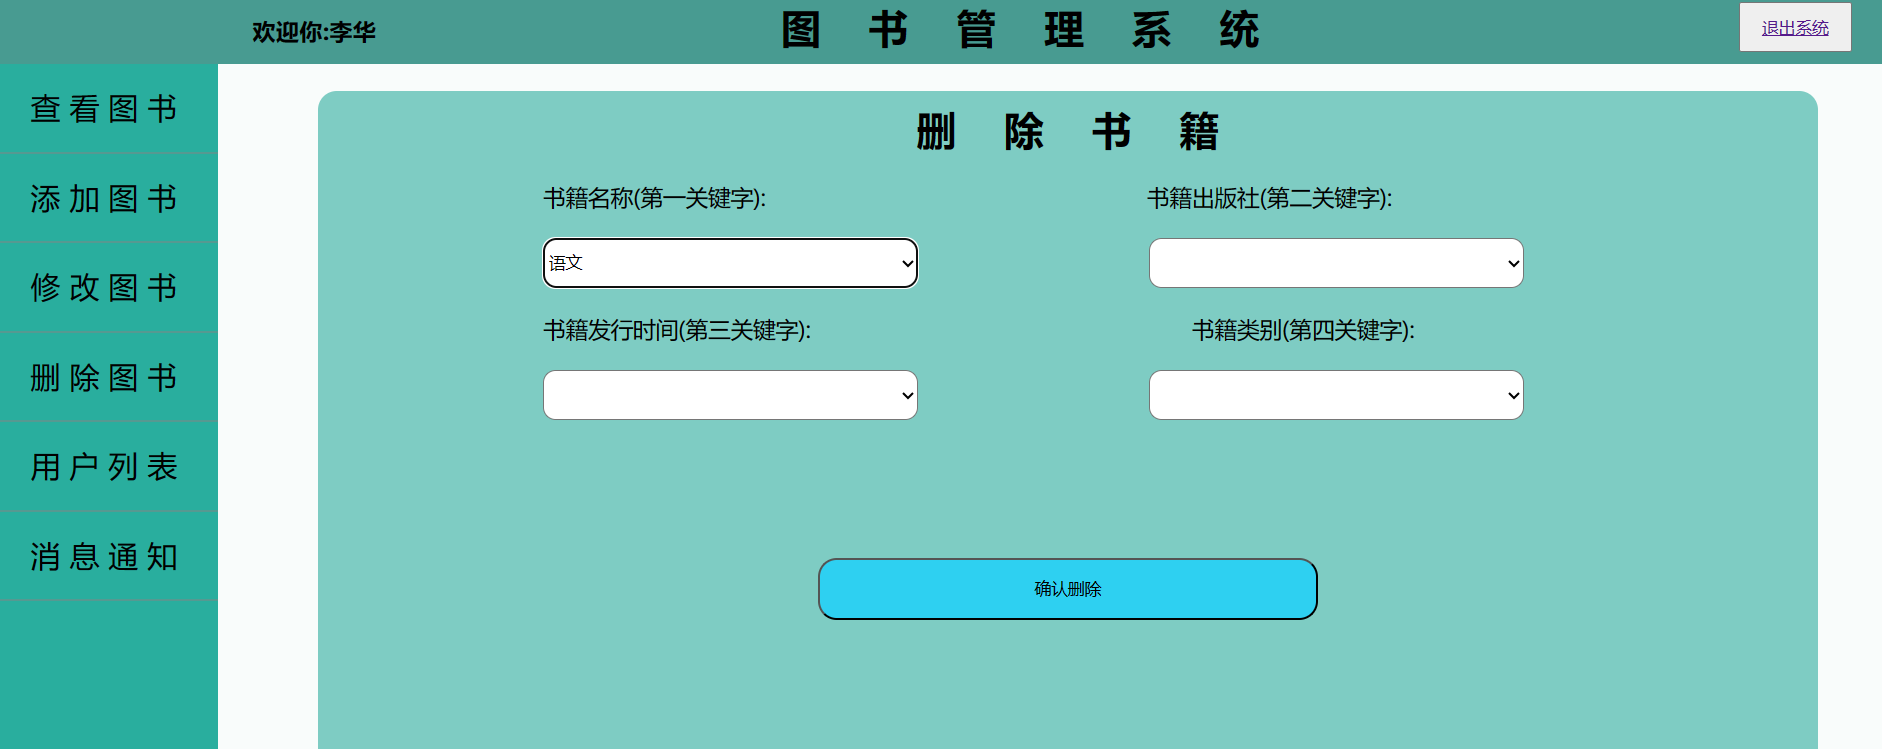 欢迎你:李华
图 书 管 理 系 统
退出系统
查看图书
添加图书
修改图书
删除图书
用户列表
消息通知
删 除 书 籍
书籍名称(第一关键字):
书籍出版社(第二关键字):
语文
书籍发行时间(第三关键字):
书籍类别(第四关键字):
确认删除